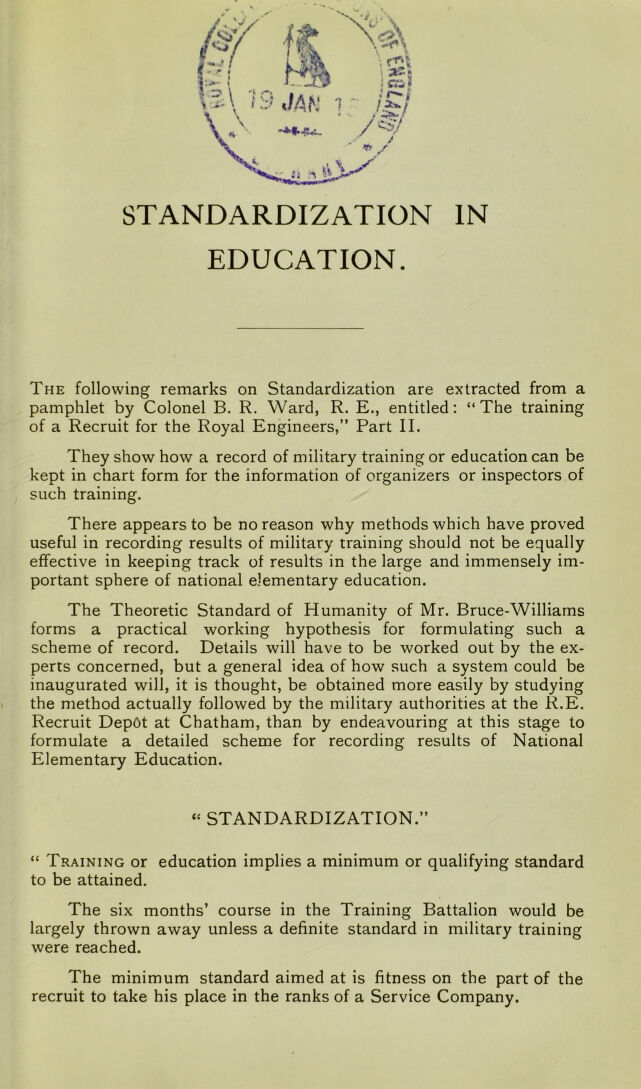 ROYAL
OF ENGLAND
19 JAN
STANDARDIZATION IN
EDUCATION.
THE following remarks on Standardization are extracted from a
pamphlet by Colonel B. R. Ward, R. E., entitled: “ The training
of a Recruit for the Royal Engineers,” Part II.
They show how a record of military training or education can be
kept in chart form for the information of organizers or inspectors of
such training.
There appears to be no reason why methods which have proved
useful in recording results of military training should not be equally
effective in keeping track of results in the large and immensely im-
portant sphere of national elementary education.
The Theoretic Standard of Humanity of Mr. Bruce-Williams
forms a practical working hypothesis for formulating such a
scheme of record. Details will have to be worked out by the ex-
perts concerned, but a general idea of how such a system could be
inaugurated will, it is thought, be obtained more easily by studying
the method actually followed by the military authorities at the R.E.
Recruit Depôt at Chatham, than by endeavouring at this stage to
formulate a detailed scheme for recording results of National
Elementary Education.
“ STANDARDIZATION.”
“ TRAINING or education implies a minimum or qualifying standard
to be attained.
The six months’ course in the Training Battalion would be
largely thrown away unless a definite standard in military training
were reached.
The minimum standard aimed at is fitness on the part of the
recruit to take his place in the ranks of a Service Company.